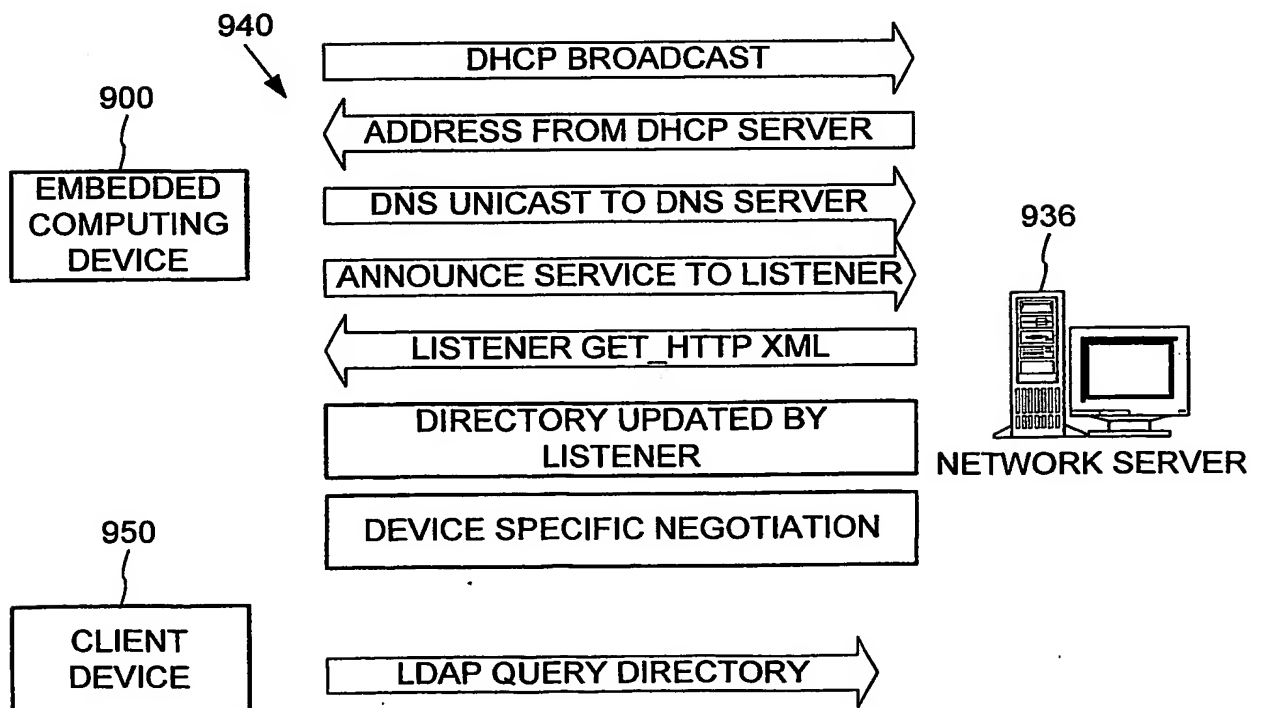 940
DHCP BROADCAST
900
ADDRESS FROM DHCP SERVER
EMBEDDED
COMPUTING
DEVICE
DNS UNICAST TO DNS SERVER
936
ANNOUNCE SERVICE TO LISTENER
LISTENER GET_HTTP XML
DIRECTORY UPDATED BY
LISTENER
NETWORK SERVER
DEVICE SPECIFIC NEGOTIATION
950
CLIENT
DEVICE
LDAP QUERY DIRECTORY